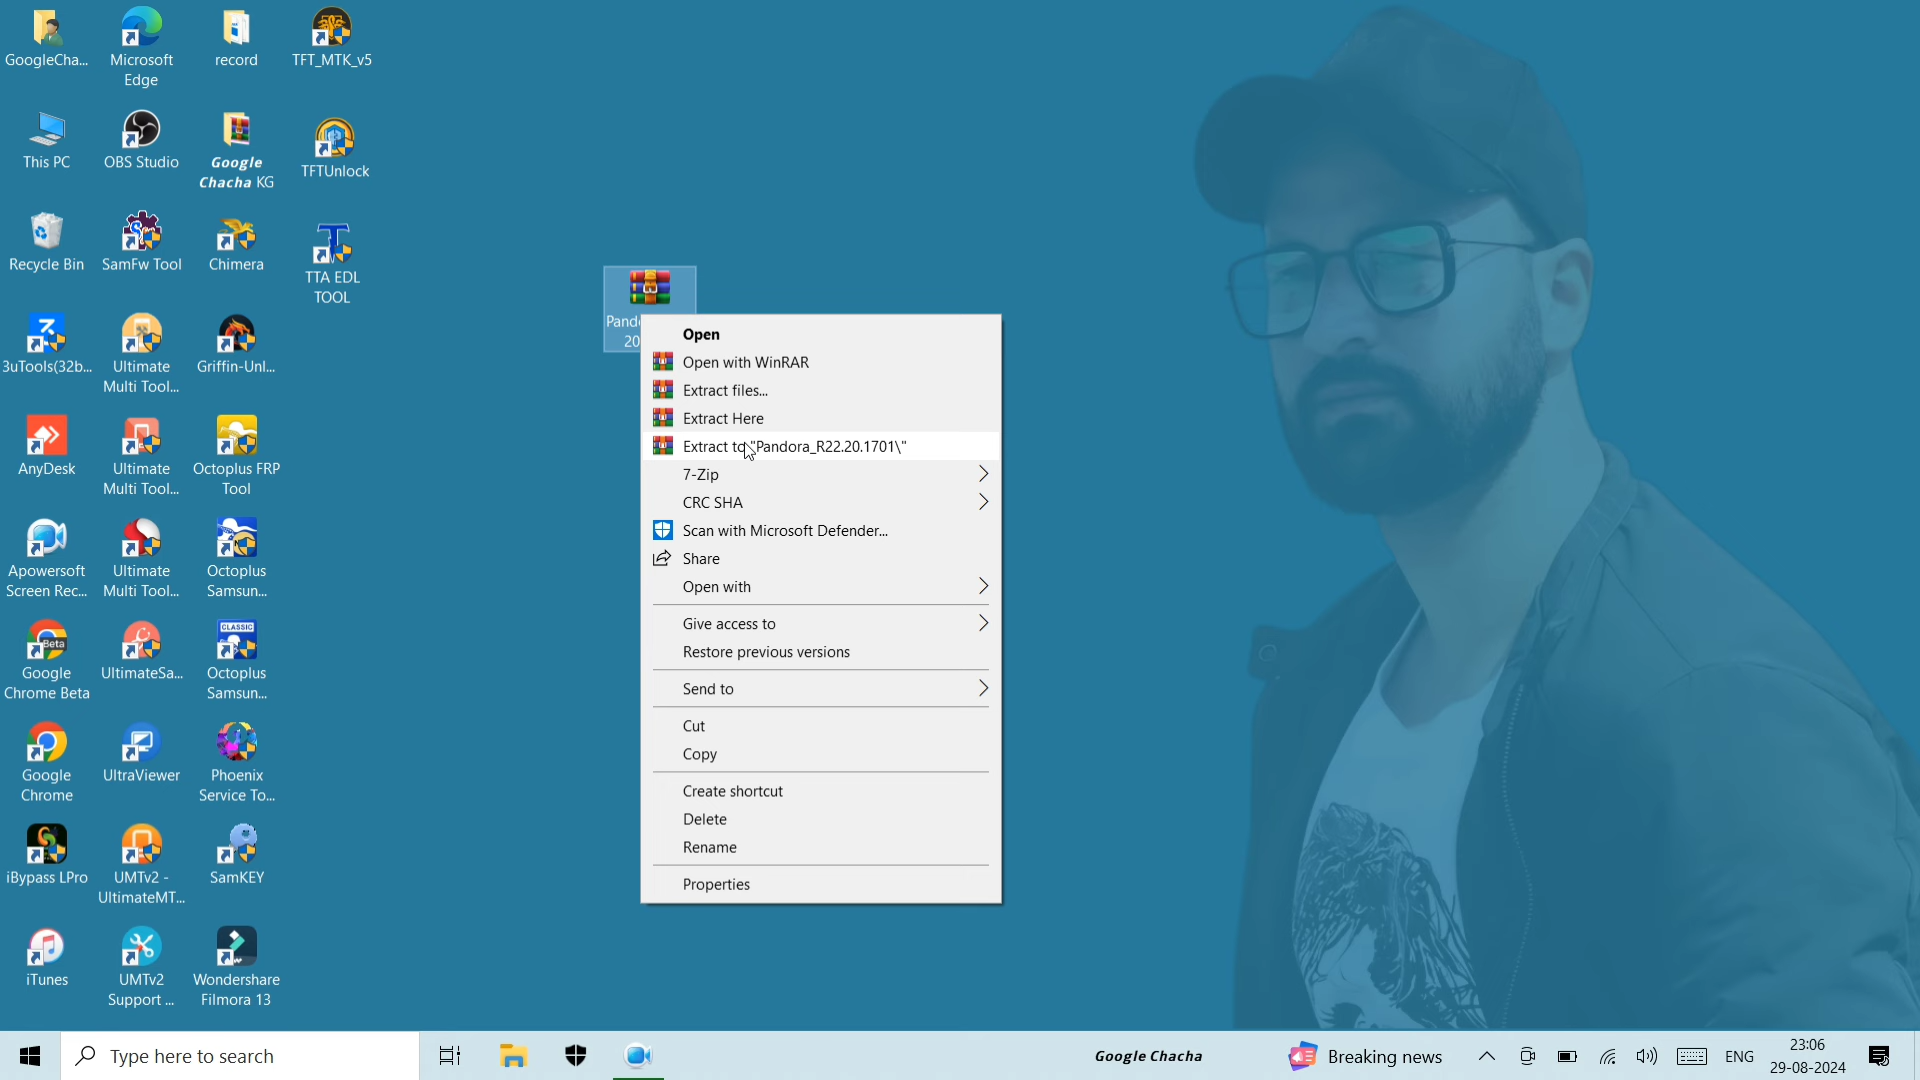 GoogleCha...
Microsoft
Edge
record
TFT_MTK_v5
This PC
OBS Studio
Google
Chacha KG
TFTUnlock
Recycle Bin
SamFw Tool
Chimera
TTA EDL
TOOL
3uTools(32b...
Ultimate
Multi Tool...
Griffin-Unl...
AnyDesk
Ultimate
Multi Tool...
Octoplus FRP
Tool
Apowersoft
Screen Rec...
Ultimate
Multi Tool...
Octoplus
Samsun...
Beta
Google
Chrome Beta
UltimateSa...
CLASSIC
Octoplus
Samsun...
Google
Chrome
UltraViewer
Phoenix
Service To...
iBypass LPro
UMTv2 -
UltimateMT...
SamKEY
iTunes
UMTv2
Support ...
Wondershare
Filmora 13
Open
Open with WinRAR
Extract files...
Extract Here
Extract to "Pandora_R22.20.1701\"
7-Zip
CRC SHA
Scan with Microsoft Defender...
Share
Open with
Give access to
Restore previous versions
Send to
Cut
Copy
Create shortcut
Delete
Rename
Properties
Type here to search
Google Chacha
Breaking news
ENG
23:06
29-08-2024